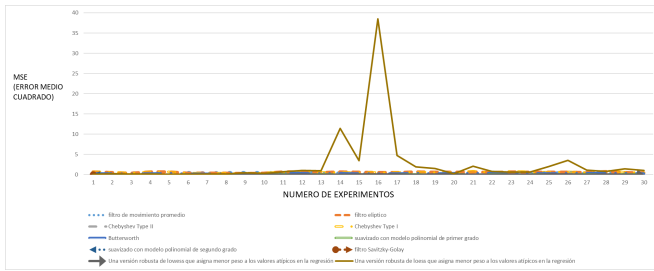 40
35
30
25
20
15
10
5
0
MSE
(ERROR MEDIO
CUADRADO)
1 2 3 4 5 6 7 8 9 10 11 12 13 14 15 16 17 18 19 20 21 22 23 24 25 26 27 28 29 30
NUMERO DE EXPERIMENTOS
filtro de movimiento promedio
filtro eliptico
Chebyshev Type II
Chebyshev Type I
Butterworth
suavizado con modelo polinomial de primer grado
suavizado con modelo polinomial de segundo grado
filtro Savitzky-Golay
Una versión robusta de lowess que asigna menor peso a los valores atípicos en la regresión
Una versión robusta de loess que asigna menor peso a los valores atípicos en la regresión